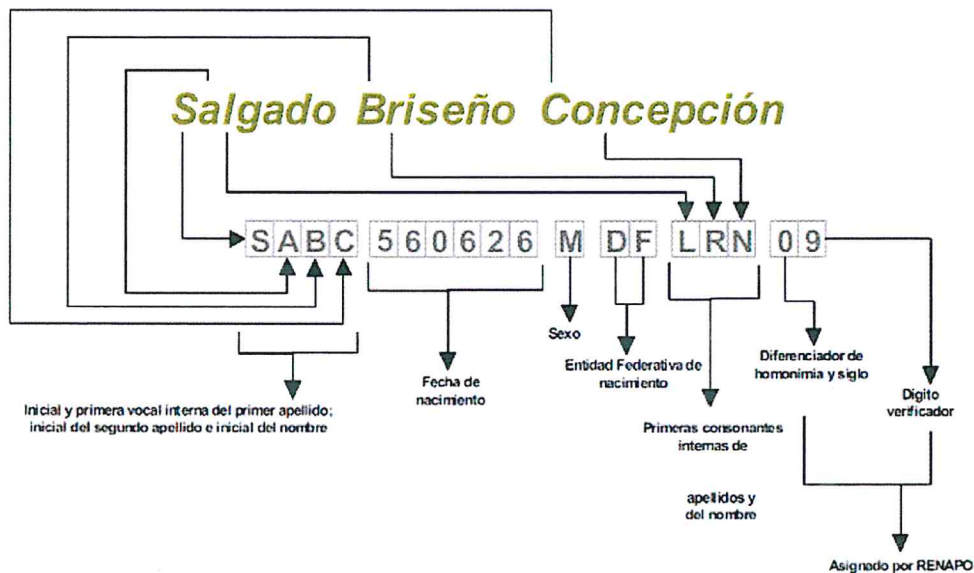 Salgado Briseño Concepción
SABC 560626 M DF LRN 09
Sexo
Entidad Federativa de
nacimiento
Diferenciador de
homonimia y siglo
Fecha de
nacimiento
Digito
verificador
Inicial y primera vocal interna del primer apellido;
inicial del segundo apellido e inicial del nombre
Primeras consonantes
internas de
apellidos y
del nombre
Asignado por RENAPO